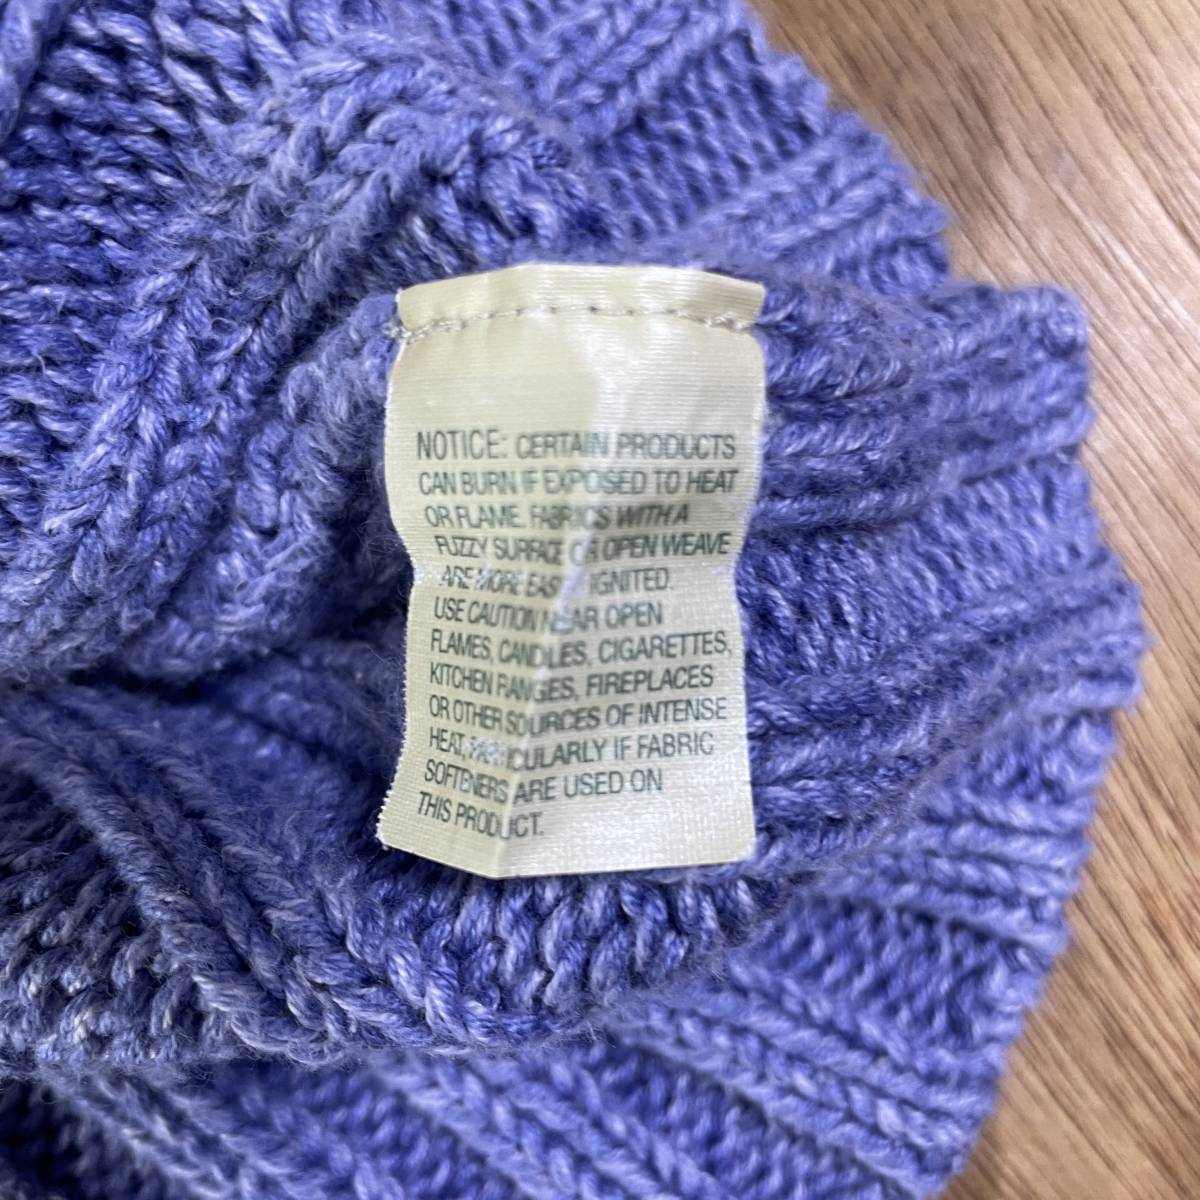 NOTICE: CERTAIN PRODUCTS
CAN BURN IF EXPOSED TO HEAT
OR FLAME. FABRICS WITH A
FUZZY SURFACE OR OPEN WEAVE
ARE MORE EASILY IGNITED.
USE CAUTION NEAR OPEN
FLAMES, CANDLES, CIGARETTES,
KITCHEN RANGES, FIREPLACES
OR OTHER SOURCES OF INTENSE
HEAT, PARTICULARLY IF FABRIC
SOFTENERS ARE USED ON
THIS PRODUCT.